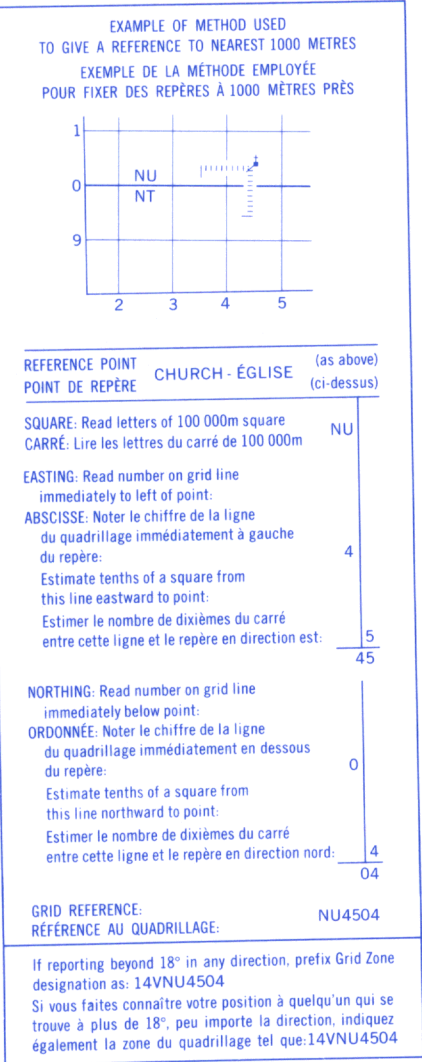 EXAMPLE OF METHOD USED
TO GIVE A REFERENCE TO NEAREST 1000 METRES
EXEMPLE DE LA MÉTHODE EMPLOYÉE
POUR FIXER DES REPÈRES À 1000 MÈTRES PRÈS
1
NU
0
NT
9
2 3 4 5
REFERENCE POINT
POINT DE REPÈRE
CHURCH - ÉGLISE
(as above)
(ci-dessus)
SQUARE: Read letters of 100 000m square
CARRÉ: Lire les lettres du carré de 100 000m
NU
EASTING: Read number on grid line
immediately to left of point:
ABSCISSE: Noter le chiffre de la ligne
du quadrillage immédiatement à gauche
du repère:
4
Estimate tenths of a square from
this line eastward to point:
Estimer le nombre de dixièmes du carré
entre cette ligne et le repère en direction est: 5
45
NORTHING: Read number on grid line
immediately below point:
ORDONNÉE: Noter le chiffre de la ligne
du quadrillage immédiatement en dessous
du repère:
0
Estimate tenths of a square from
this line northward to point:
Estimer le nombre de dixièmes du carré
entre cette ligne et le repère en direction nord: 4
04
GRID REFERENCE:
RÉFÉRENCE AU QUADRILLAGE:
NU4504
If reporting beyond 18° in any direction, prefix Grid Zone
designation as: 14VNU4504
Si vous faites connaître votre position à quelqu'un qui se
trouve à plus de 18°, peu importe la direction, indiquez
également la zone du quadrillage tel que:14VNU4504